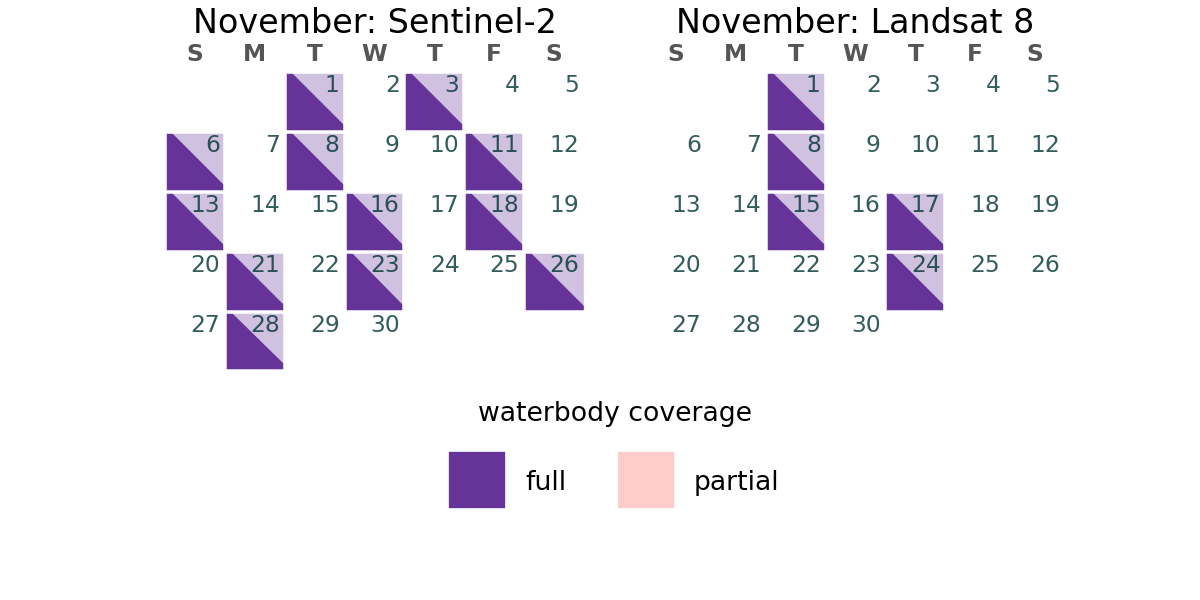 November: Sentinel-2
S M T W T F S
1 2 3 4 5
6 7 8 9 10 11 12
13 14 15 16 17 18 19
20 21 22 23 24 25 26
27 28 29 30
November: Landsat 8
S M T W T F S
1 2 3 4 5
6 7 8 9 10 11 12
13 14 15 16 17 18 19
20 21 22 23 24 25 26
27 28 29 30
waterbody coverage
full
partial